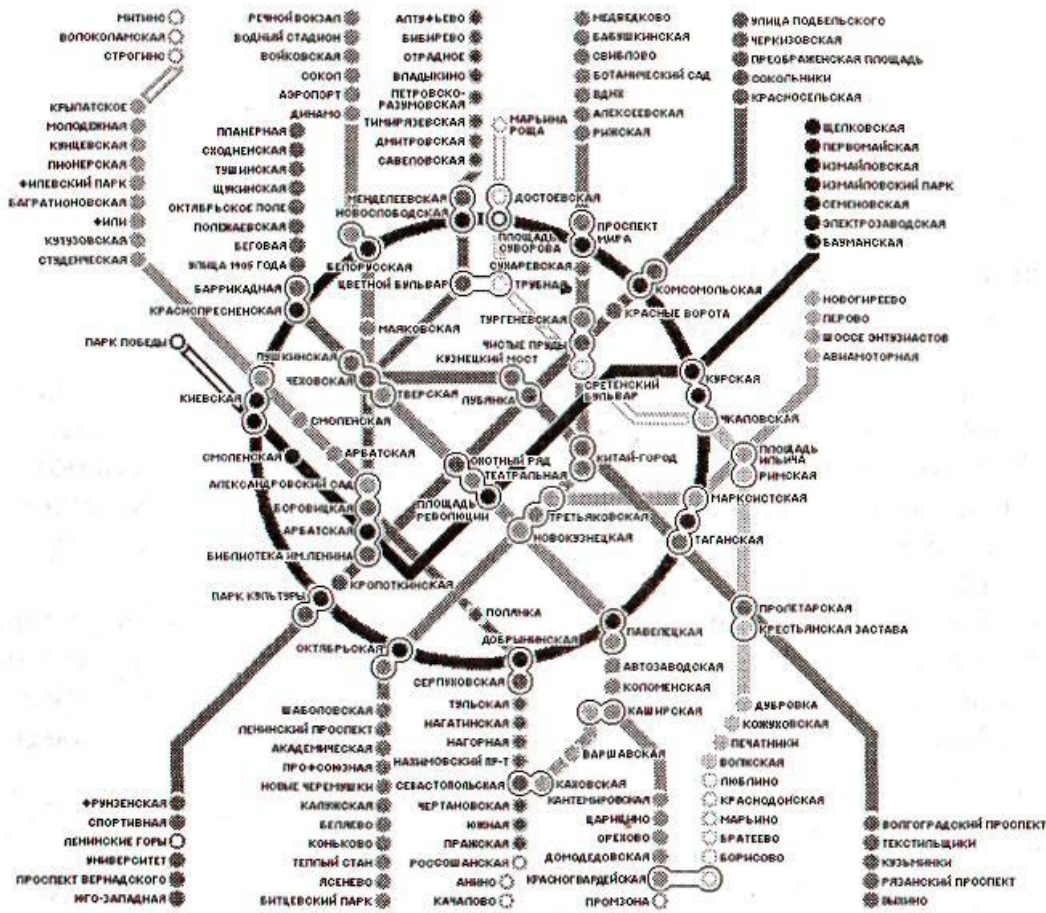 МИТИНО
ВОЛОКОЛАМСКАЯ
СТРОГИНО
КРЫЛАТСКОЕ
МОЛОДЕЖНАЯ
КУНЦЕВСКАЯ
ПИОНЕРСКАЯ
ФИЛЕВСКИЙ ПАРК
БАГРАТИОНОВСКАЯ
ФИЛИ
КУТУЗОВСКАЯ
СТУДЕНЧЕСКАЯ
РЕЧНОЙ ВОКЗАЛ
ВОДНЫЙ СТАДИОН
ВОЙКОВСКАЯ
СОКОЛ
АЭРОПОРТ
ДИНАМО
ПЛАНЕРНАЯ
СХОДНЕНСКАЯ
ТУШИНСКАЯ
ЩУКИНСКАЯ
ОКТЯБРЬСКОЕ ПОЛЕ
ПОЛЕЖАЕВСКАЯ
БЕГОВАЯ
УЛИЦА 1905 ГОДА
БАРРИКАДНАЯ
КРАСНОПРЕСНЕНСКАЯ
АЛТУФЬЕВО
БИБИРЕВО
ОТРАДНОЕ
ВЛАДЫКИНО
ПЕТРОВСКО-
РАЗУМОВСКАЯ
ТИМИРЯЗЕВСКАЯ
ДМИТРОВСКАЯ
САВЕЛОВСКАЯ
МЕНДЕЛЕЕВСКАЯ
НОВОСЛОБОДСКАЯ
МАРЬИНА
РОЩА
ДОСТОЕВСКАЯ
ПЛОЩАДЬ
СУВОРОВА
МЕДВЕДКОВО
БАБУШКИНСКАЯ
СВИБЛОВО
БОТАНИЧЕСКИЙ САД
ВДНХ
АЛЕКСЕЕВСКАЯ
РИЖСКАЯ
ПРОСПЕКТ
МИРА
УЛИЦА ПОДБЕЛЬСКОГО
ЧЕРКИЗОВСКАЯ
ПРЕОБРАЖЕНСКАЯ ПЛОЩАДЬ
СОКОЛЬНИКИ
КРАСНОСЕЛЬСКАЯ
ЩЕЛКОВСКАЯ
ПЕРВОМАЙСКАЯ
ИЗМАЙЛОВСКАЯ
ИЗМАЙЛОВСКИЙ ПАРК
СЕМЕНОВСКАЯ
ЭЛЕКТРОЗАВОДСКАЯ
БАУМАНСКАЯ
НОВОГИРЕЕВО
ПЕРОВО
ШОССЕ ЭНТУЗИАСТОВ
АВИАМОТОРНАЯ
БЕЛОРУССКАЯ
ЦВЕТНОЙ БУЛЬВАР
СУХАРЕВСКАЯ
ТРУБНАЯ
КОМСОМОЛЬСКАЯ
КРАСНЫЕ ВОРОТА
ТУРГЕНЕВСКАЯ
ЧИСТЫЕ ПРУДЫ
МАЯКОВСКАЯ
КУЗНЕЦКИЙ МОСТ
ПАРК ПОБЕДЫ
ПУШКИНСКАЯ
ЧЕХОВСКАЯ
ТВЕРСКАЯ
ЛУБЯНКА
СРЕТЕНСКИЙ
БУЛЬВАР
КУРСКАЯ
ЧКАЛОВСКАЯ
КИЕВСКАЯ
СМОЛЕНСКАЯ
АРБАТСКАЯ
СМОЛЕНСКАЯ
АЛЕКСАНДРОВСКИЙ САД
БОРОВИЦКАЯ
АРБАТСКАЯ
БИБЛИОТЕКА ИМ.ЛЕНИНА
ОХОТНЫЙ РЯД
ТЕАТРАЛЬНАЯ
ПЛОЩАДЬ
РЕВОЛЮЦИИ
КИТАЙ-ГОРОД
ПЛОЩАДЬ
ИЛЬИЧА
РИМСКАЯ
МАРКСИСТСКАЯ
ТРЕТЬЯКОВСКАЯ
НОВОКУЗНЕЦКАЯ
ТАГАНСКАЯ
КРОПОТКИНСКАЯ
ПАРК КУЛЬТУРЫ
ПОЛЯНКА
ОКТЯБРЬСКАЯ
ДОБРЫНИНСКАЯ
СЕРПУХОВСКАЯ
ПАВЕЛЕЦКАЯ
ПРОЛЕТАРСКАЯ
КРЕСТЬЯНСКАЯ ЗАСТАВА
АВТОЗАВОДСКАЯ
КОЛОМЕНСКАЯ
КАШИРСКАЯ
ВАРШАВСКАЯ
КАХОВСКАЯ
КАНТЕМИРОВСКАЯ
ЦАРИЦИНО
ОРЕХОВО
ДОМОДЕДОВСКАЯ
КРАСНОГВАРДЕЙСКАЯ
ПРОМЗОНА
ДУБРОВКА
КОЖУХОВСКАЯ
ПЕЧАТНИКИ
ВОЛЖСКАЯ
ЛЮБЛИНО
КРАСНОДОНСКАЯ
МАРЬИНО
БРАТЕЕВО
БОРИСОВО
ШАБОЛОВСКАЯ
ЛЕНИНСКИЙ ПРОСПЕКТ
АКАДЕМИЧЕСКАЯ
ПРОФСОЮЗНАЯ
НОВЫЕ ЧЕРЕМУШКИ
КАЛУЖСКАЯ
БЕЛЯЕВО
КОНЬКОВО
ТЕПЛЫЙ СТАН
ЯСЕНЕВО
БИТЦЕВСКИЙ ПАРК
ТУЛЬСКАЯ
НАГАТИНСКАЯ
НАГОРНАЯ
НАХИМОВСКИЙ ПР-Т
СЕВАСТОПОЛЬСКАЯ
ЧЕРТАНОВСКАЯ
ЮЖНАЯ
ПРАЖСКАЯ
РОССОШАНСКАЯ
АНИНО
КАЧАЛОВО
ФРУНЗЕНСКАЯ
СПОРТИВНАЯ
ЛЕНИНСКИЕ ГОРЫ
УНИВЕРСИТЕТ
ПРОСПЕКТ ВЕРНАДСКОГО
ЮГО-ЗАПАДНАЯ
ВОЛГОГРАДСКИЙ ПРОСПЕКТ
ТЕКСТИЛЬЩИКИ
КУЗЬМИНКИ
РЯЗАНСКИЙ ПРОСПЕКТ
ВЫХИНО